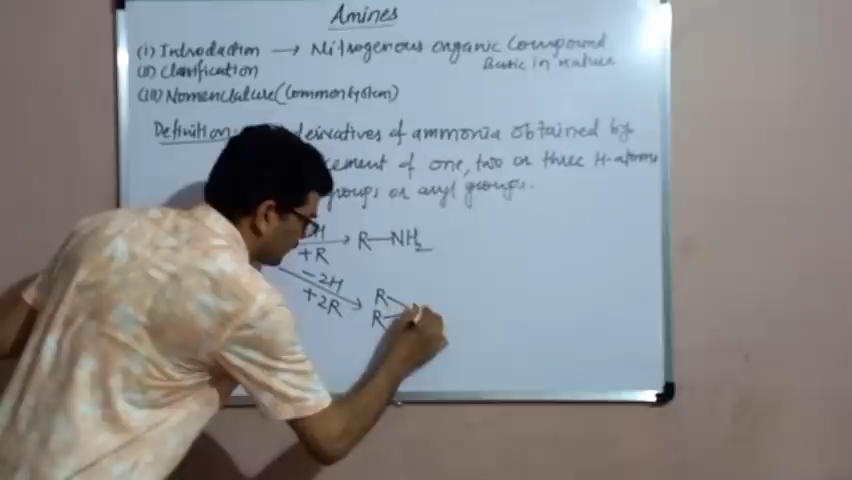 Amines
(i) Introduction → Nitrogenous organic Compound
Basic in nature
(ii) Classification
(iii) Nomenclature (Common System)
Definition:- derivatives of ammonia obtained by
cement of one, two or three H-atoms
groups or aryl groups.
H
+R → R—NH2
-2H
+2R → R
R